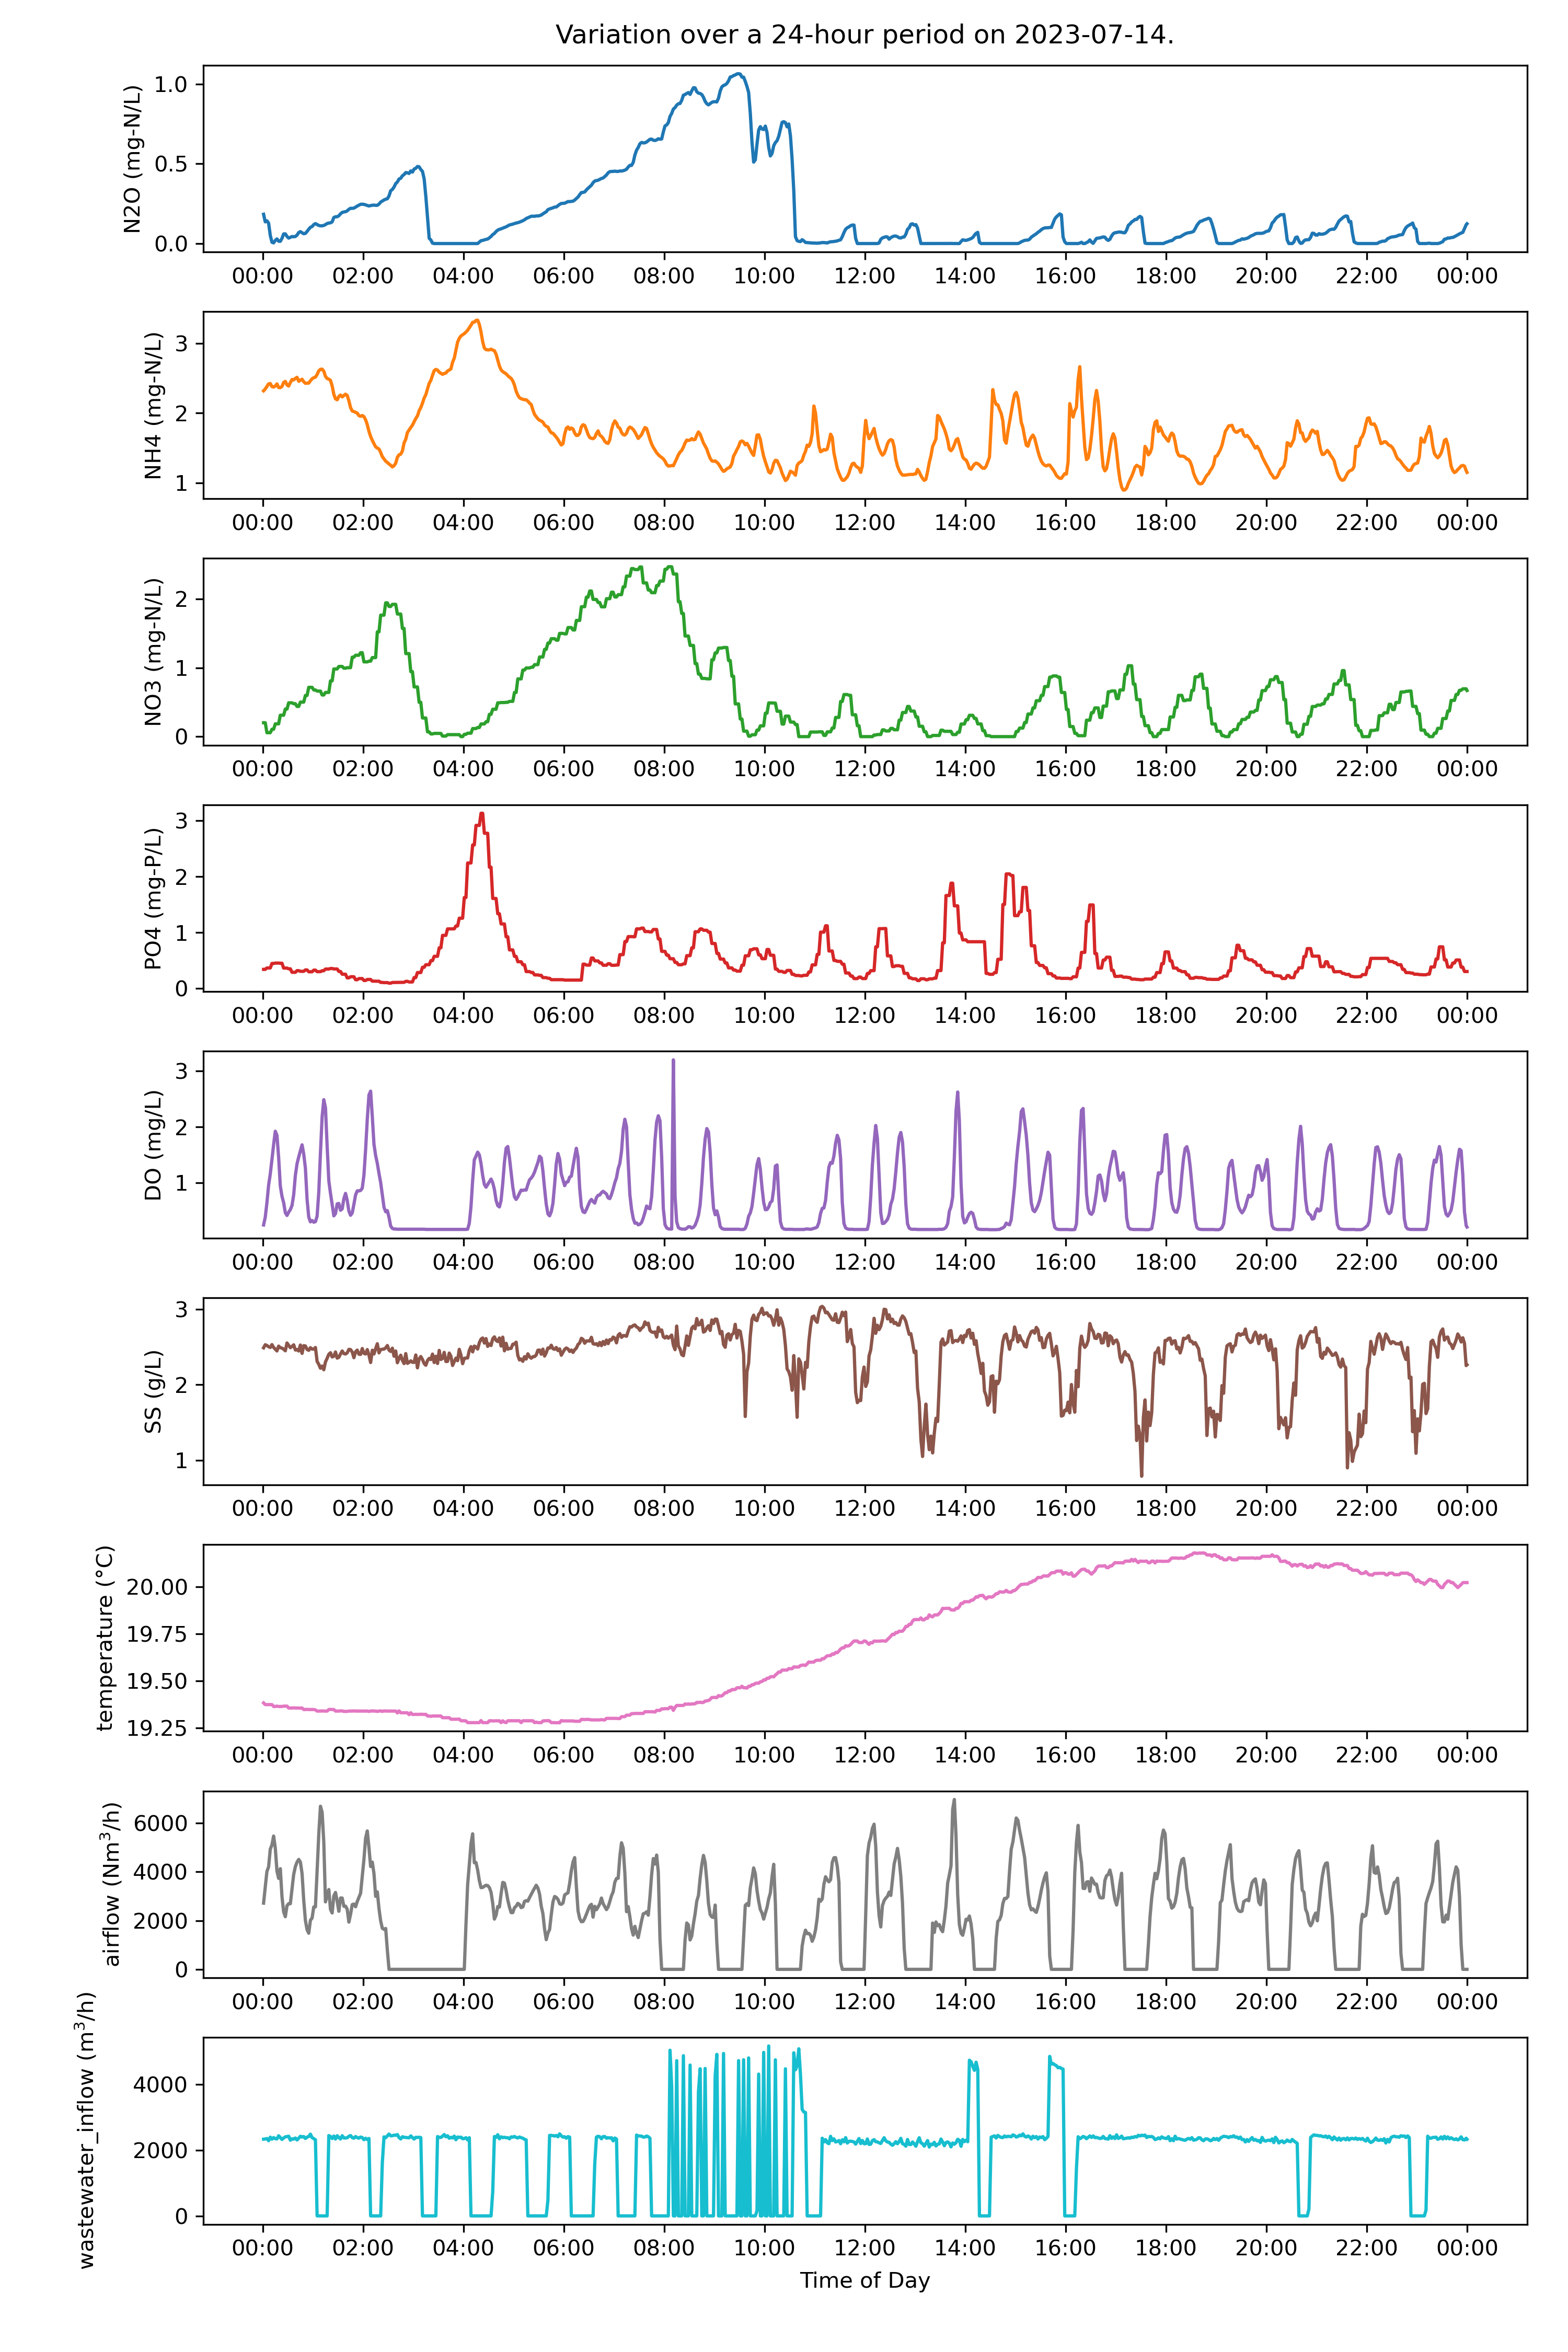 Variation over a 24-hour period on 2023-07-14.
N2O (mg-N/L)
1.0
0.5
0.0
00:00 02:00 04:00 06:00 08:00 10:00 12:00 14:00 16:00 18:00 20:00 22:00 00:00
NH4 (mg-N/L)
3
2
1
00:00 02:00 04:00 06:00 08:00 10:00 12:00 14:00 16:00 18:00 20:00 22:00 00:00
NO3 (mg-N/L)
2
1
0
00:00 02:00 04:00 06:00 08:00 10:00 12:00 14:00 16:00 18:00 20:00 22:00 00:00
PO4 (mg-P/L)
3
2
1
0
00:00 02:00 04:00 06:00 08:00 10:00 12:00 14:00 16:00 18:00 20:00 22:00 00:00
DO (mg/L)
3
2
1
00:00 02:00 04:00 06:00 08:00 10:00 12:00 14:00 16:00 18:00 20:00 22:00 00:00
SS (g/L)
3
2
1
00:00 02:00 04:00 06:00 08:00 10:00 12:00 14:00 16:00 18:00 20:00 22:00 00:00
temperature (°C)
20.00
19.75
19.50
19.25
00:00 02:00 04:00 06:00 08:00 10:00 12:00 14:00 16:00 18:00 20:00 22:00 00:00
airflow (Nm³/h)
6000
4000
2000
0
00:00 02:00 04:00 06:00 08:00 10:00 12:00 14:00 16:00 18:00 20:00 22:00 00:00
wastewater_inflow (m³/h)
4000
2000
0
00:00 02:00 04:00 06:00 08:00 10:00 12:00 14:00 16:00 18:00 20:00 22:00 00:00
Time of Day